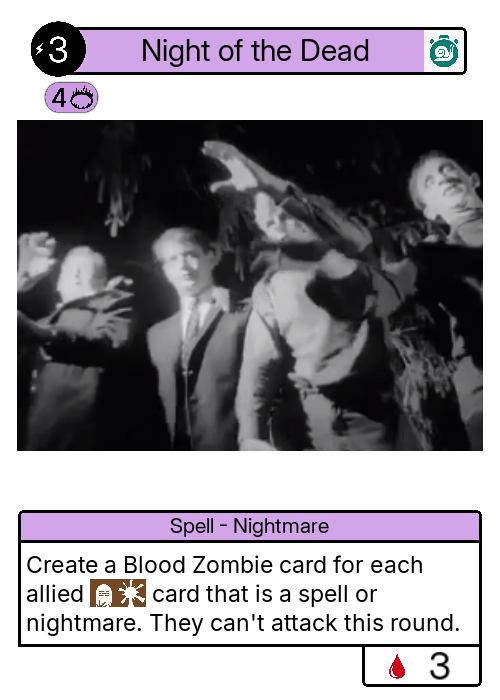 3 Night of the Dead
4
Spell - Nightmare
Create a Blood Zombie card for each
allied card that is a spell or
nightmare. They can't attack this round.
3